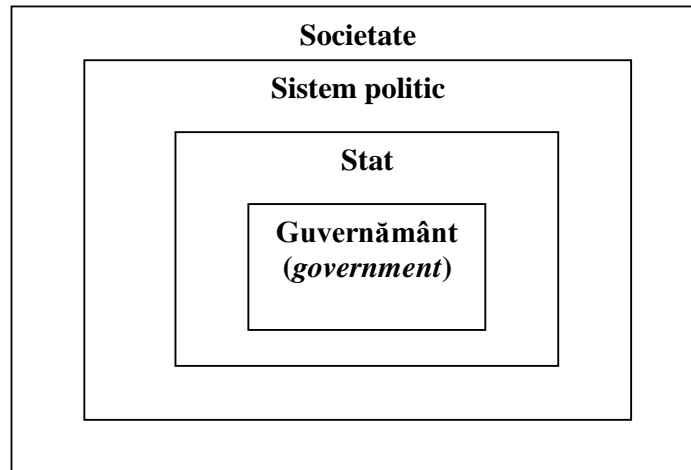 Societate
Sistem politic
Stat
Guvernământ
(government)